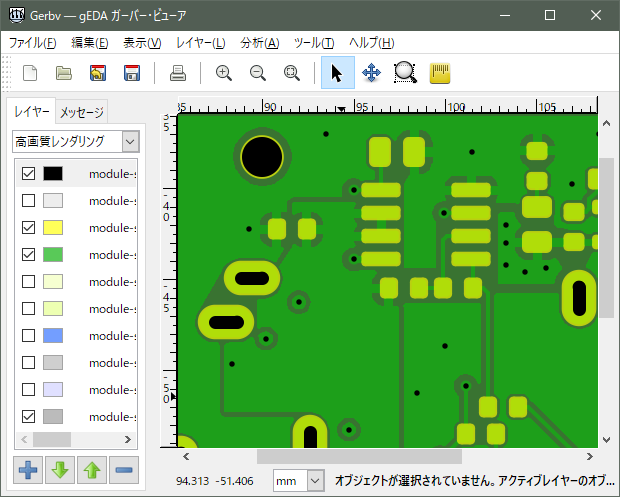 Gerbv — gEDA ガーバー・ビューア
ファイル(F) 編集(E) 表示(V) レイヤー(L) 分析(A) ツール(T) ヘルプ(H)
レイヤー メッセージ
高画質レンダリング
module-s
module-s
module-s
module-s
module-s
module-s
module-s
module-s
module-s
module-s
85 90 95 100 105
-35
-40
-45
-50
94.313 -51.406 mm オブジェクトが選択されていません。アクティブレイヤーのオブ...